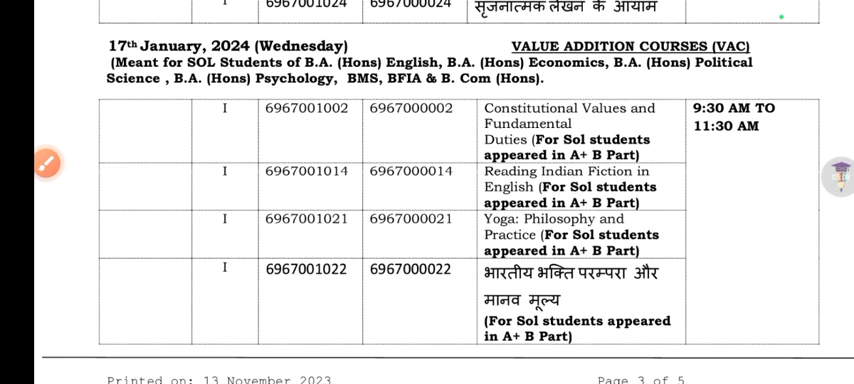 I 6967001024 6967000024 सृजनात्मक लेखन के आयाम
17th January, 2024 (Wednesday) VALUE ADDITION COURSES (VAC)
(Meant for SOL Students of B.A. (Hons) English, B.A. (Hons) Economics, B.A. (Hons) Political
Science , B.A. (Hons) Psychology, BMS, BFIA & B. Com (Hons).
I 6967001002 6967000002 Constitutional Values and 9:30 AM TO
Fundamental 11:30 AM
Duties (For Sol students
appeared in A+ B Part)
I 6967001014 6967000014 Reading Indian Fiction in
English (For Sol students
appeared in A+ B Part)
I 6967001021 6967000021 Yoga: Philosophy and
Practice (For Sol students
appeared in A+ B Part)
I 6967001022 6967000022 भारतीय भक्ति परम्परा और
मानव मूल्य
(For Sol students appeared
in A+ B Part)
Printed on: 13 November 2023 Page 3 of 5